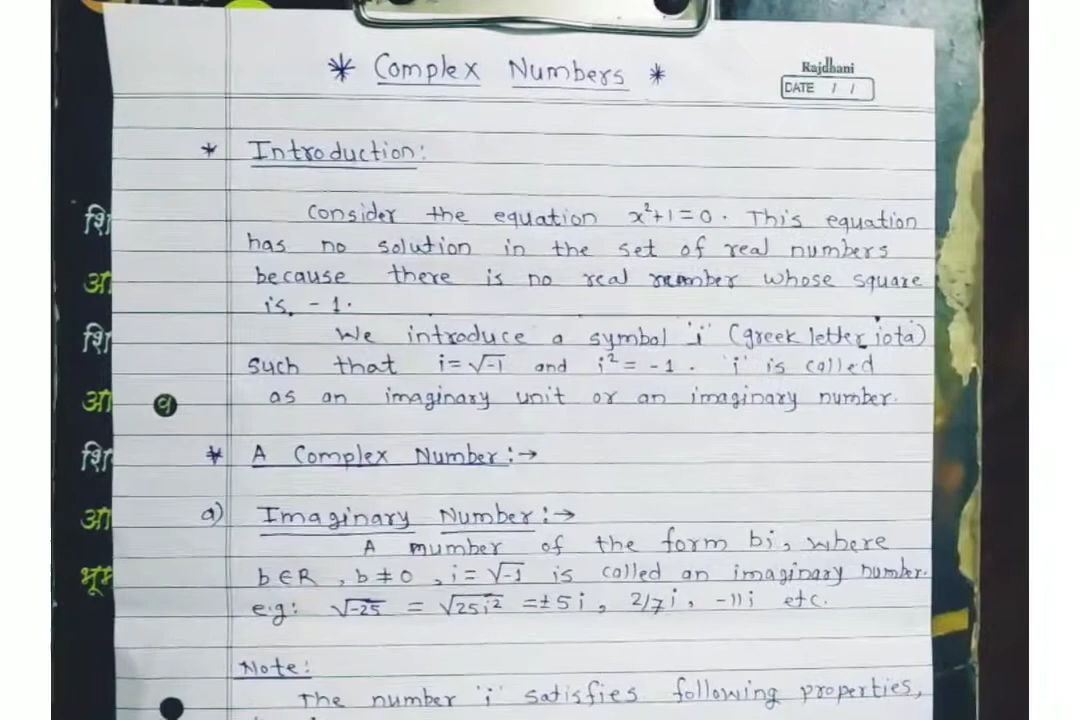 * Complex Numbers *
Rajdhani
DATE / /
* Introduction:
Consider the equation x²+1=0. This equation
has no solution in the set of real numbers
because there is no real number whose square
is -1.
We introduce a symbol 'i' (greek letter iota)
such that i=√-1 and i²= -1. 'i' is called
as an imaginary unit or an imaginary number.
* A Complex Number:→
a) Imaginary Number:→
A mumber of the form bi, where
b∈R, b≠0, i=√-1 is called an imaginary number.
e.g: √-25 = √25i² =±5i, 2/7i, -11i etc.
Note:
The number 'i' satisfies following properties,
शि
आ
शि
आ
शि
आ